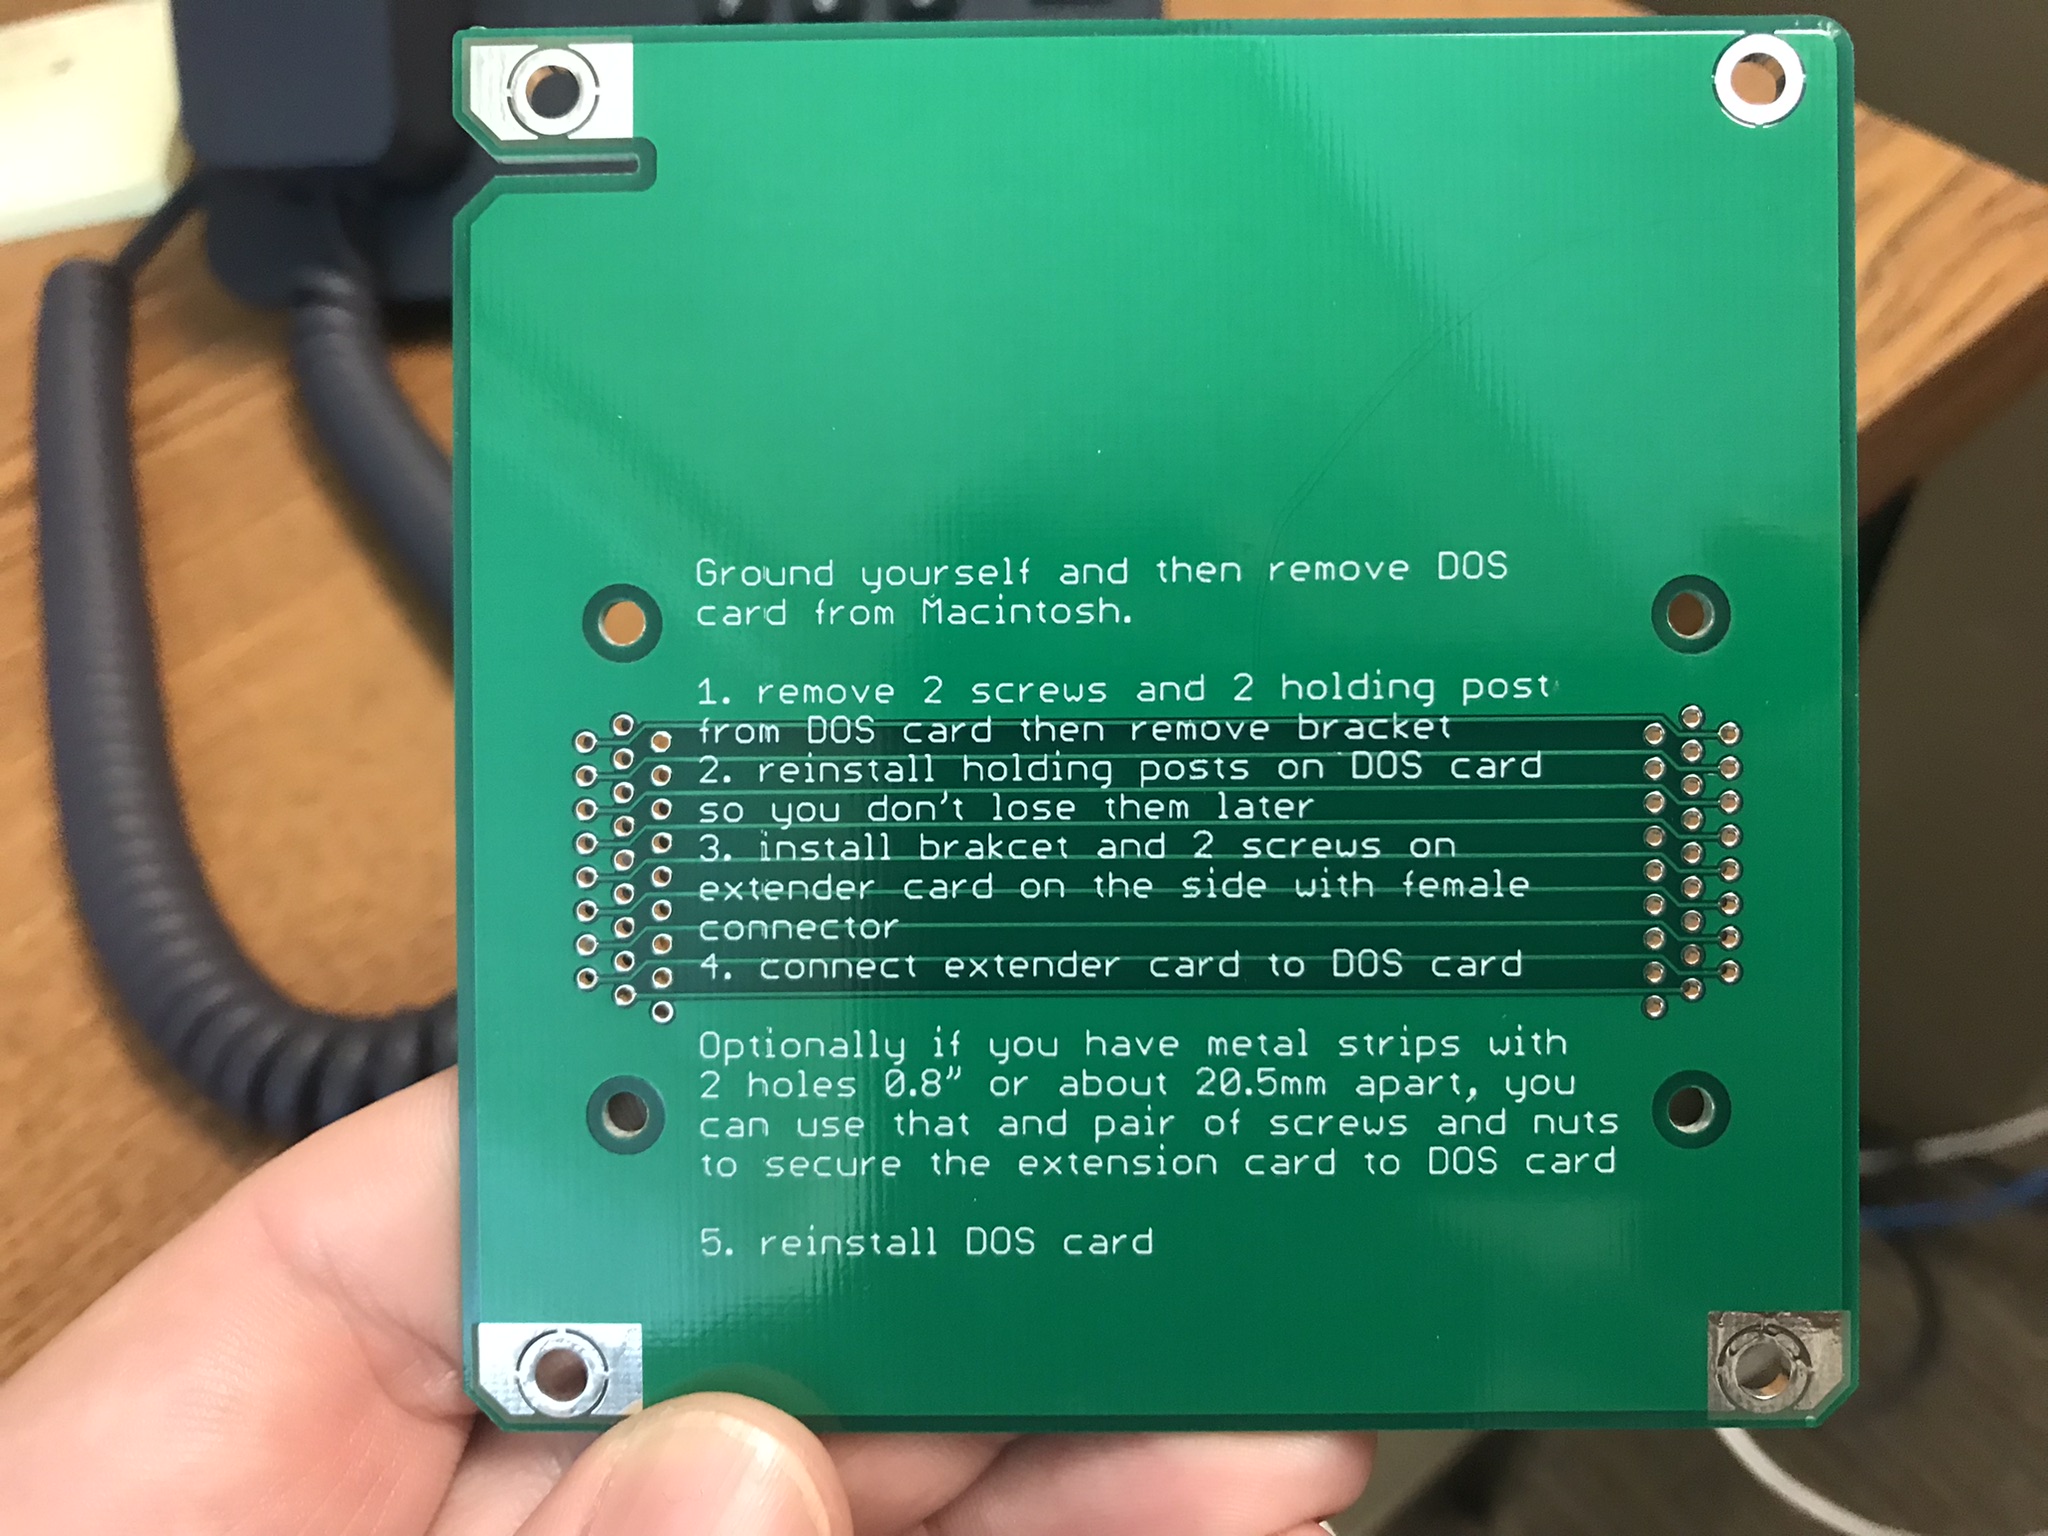 Ground yourself and then remove DOS
card from Macintosh.
1. remove 2 screws and 2 holding post
from DOS card then remove bracket
2. reinstall holding posts on DOS card
so you don't lose them later
3. install brakcet and 2 screws on
extender card on the side with female
connector
4. connect extender card to DOS card
Optionally if you have metal strips with
2 holes 0.8" or about 20.5mm apart, you
can use that and pair of screws and nuts
to secure the extension card to DOS card
5. reinstall DOS card